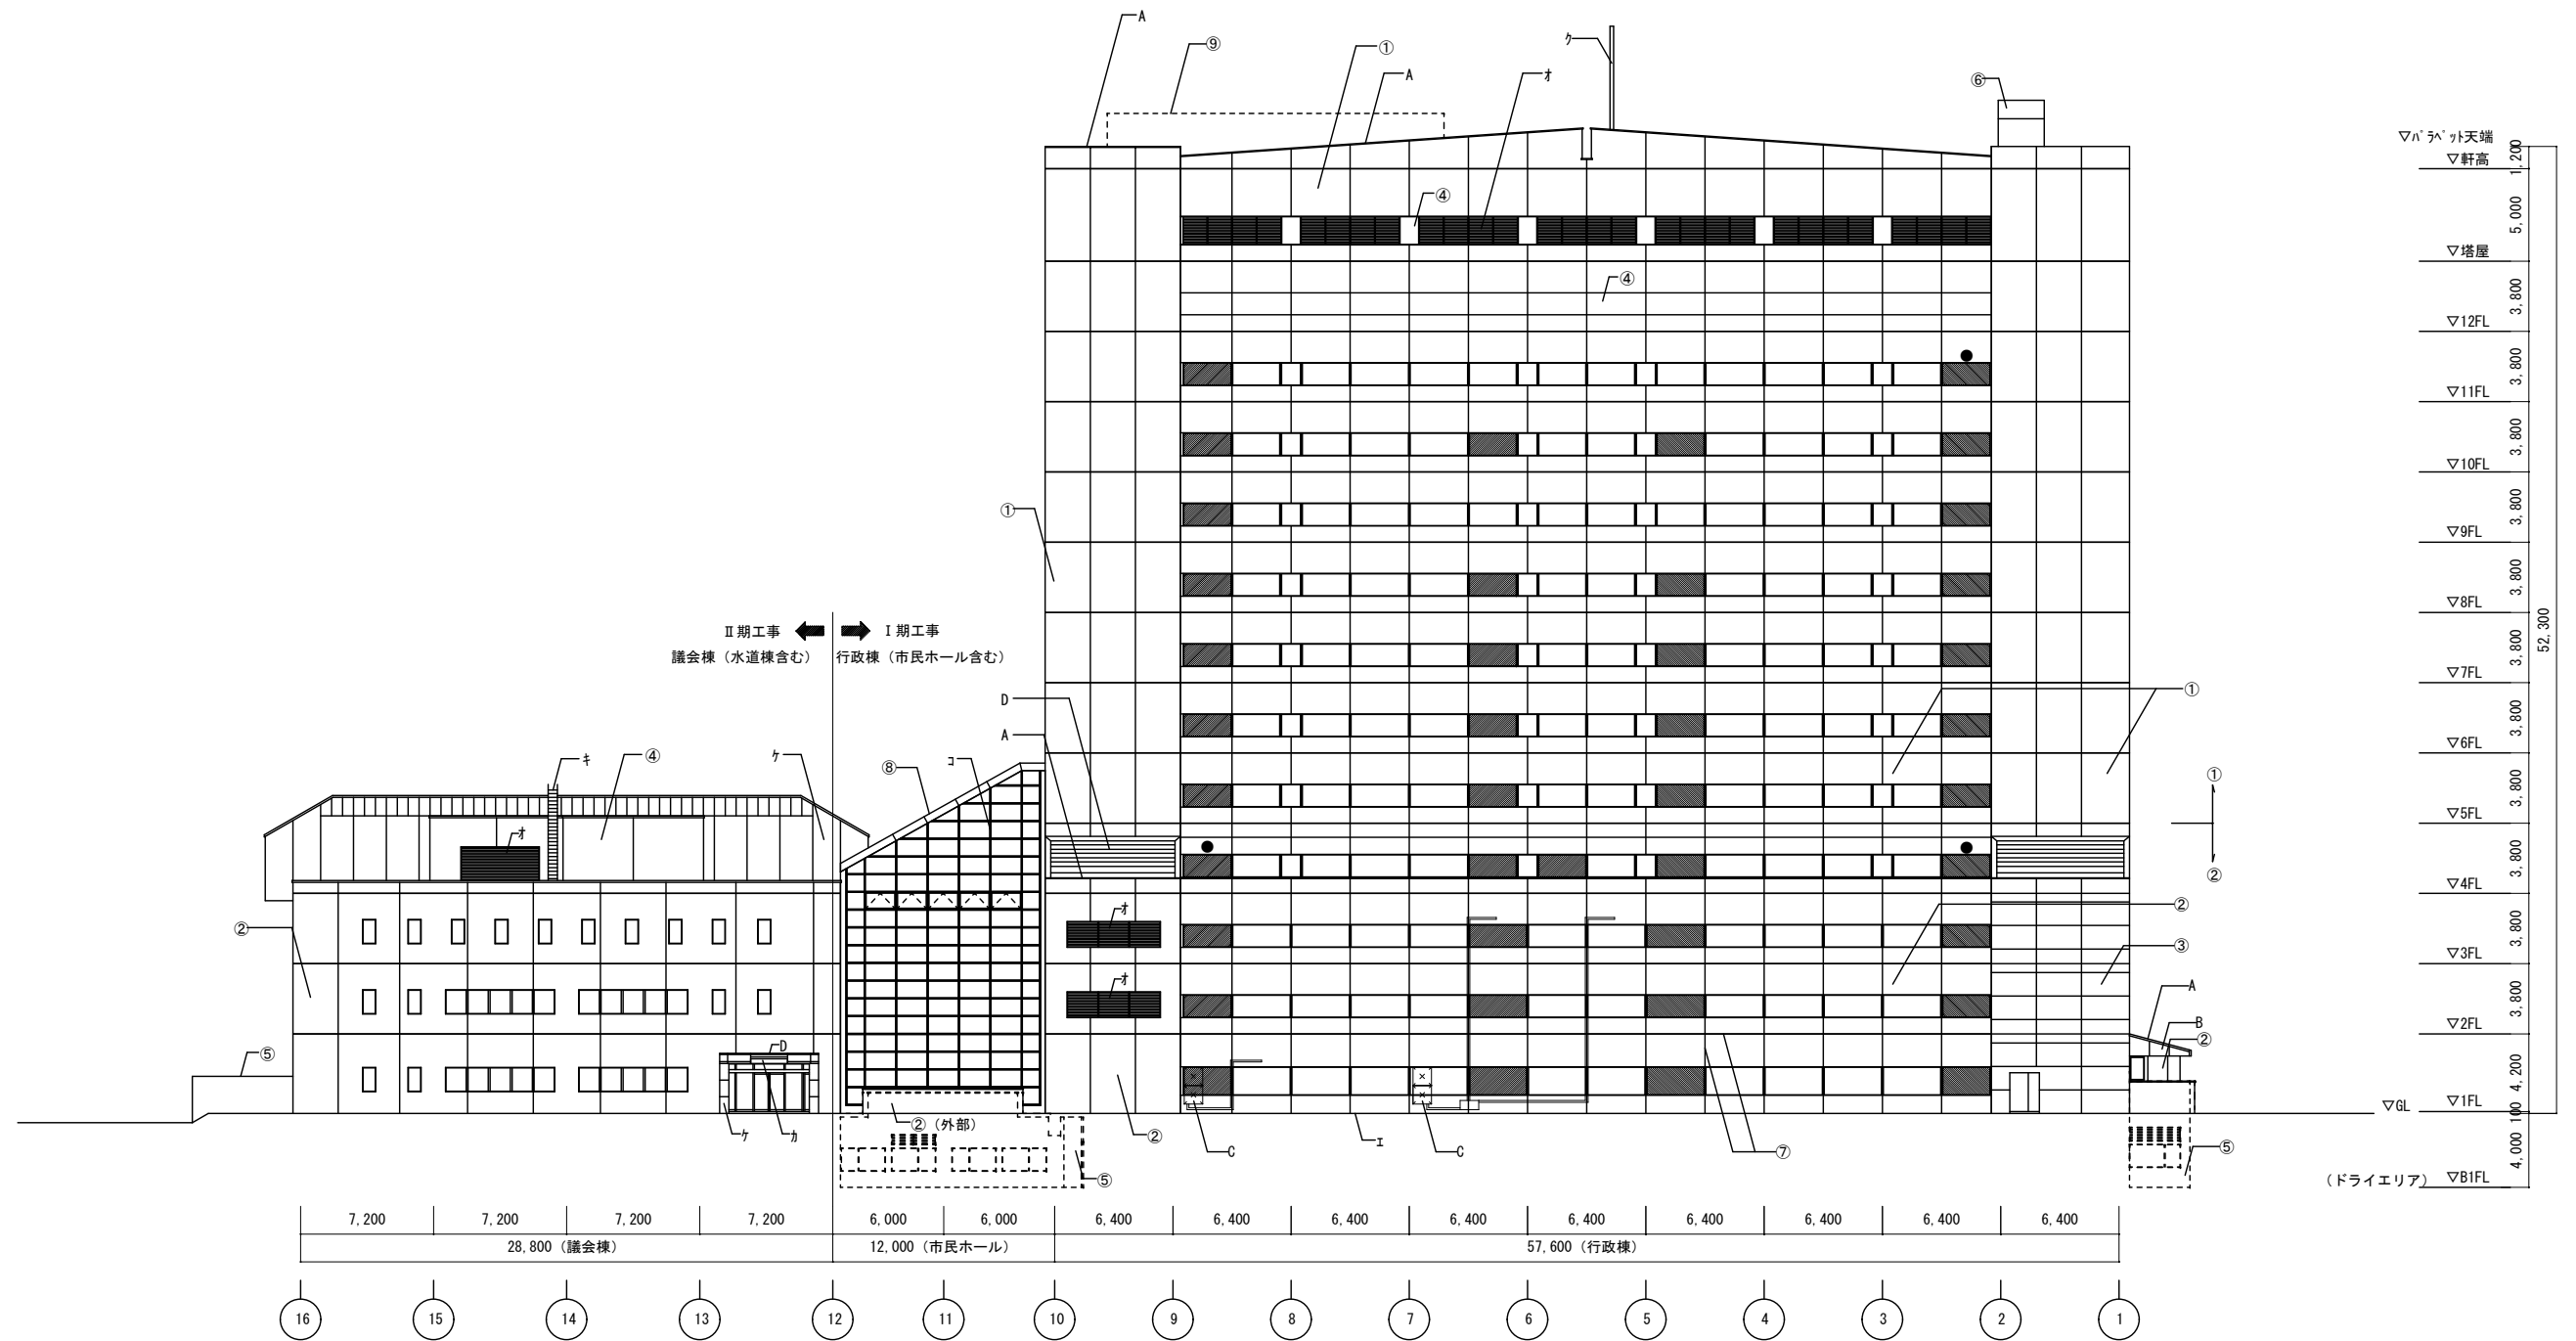 A
⑨
①
A
オ
ク
⑥
▽パラペット天端
▽軒高
1,200
④
5,000
▽塔屋
④
3,800
▽12FL
3,800
▽11FL
3,800
▽10FL
①
3,800
▽9FL
3,800
▽8FL
52,300
Ⅱ期工事
Ⅰ期工事
議会棟（水道棟含む）
行政棟（市民ホール含む）
3,800
▽7FL
D
①
A
3,800
▽6FL
キ
④
ケ
⑧
コ
①
3,800
▽5FL
オ
②
3,800
▽4FL
オ
②
②
③
3,800
▽3FL
オ
A
3,800
B
▽2FL
②
D
⑤
4,200
▽GL
▽1FL
100
②（外部）
ケ
カ
②
C
エ
C
⑦
⑤
⑤
4,000
（ドライエリア）
▽B1FL
7,200
7,200
7,200
7,200
6,000
6,000
6,400
6,400
6,400
6,400
6,400
6,400
6,400
6,400
6,400
28,800（議会棟）
12,000（市民ホール）
57,600（行政棟）
16
15
14
13
12
11
10
9
8
7
6
5
4
3
2
1